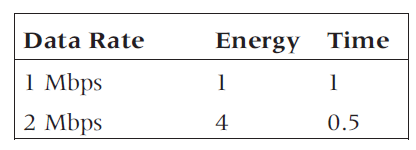 Data Rate Energy Time
1 Mbps 1 1
2 Mbps 4 0.5